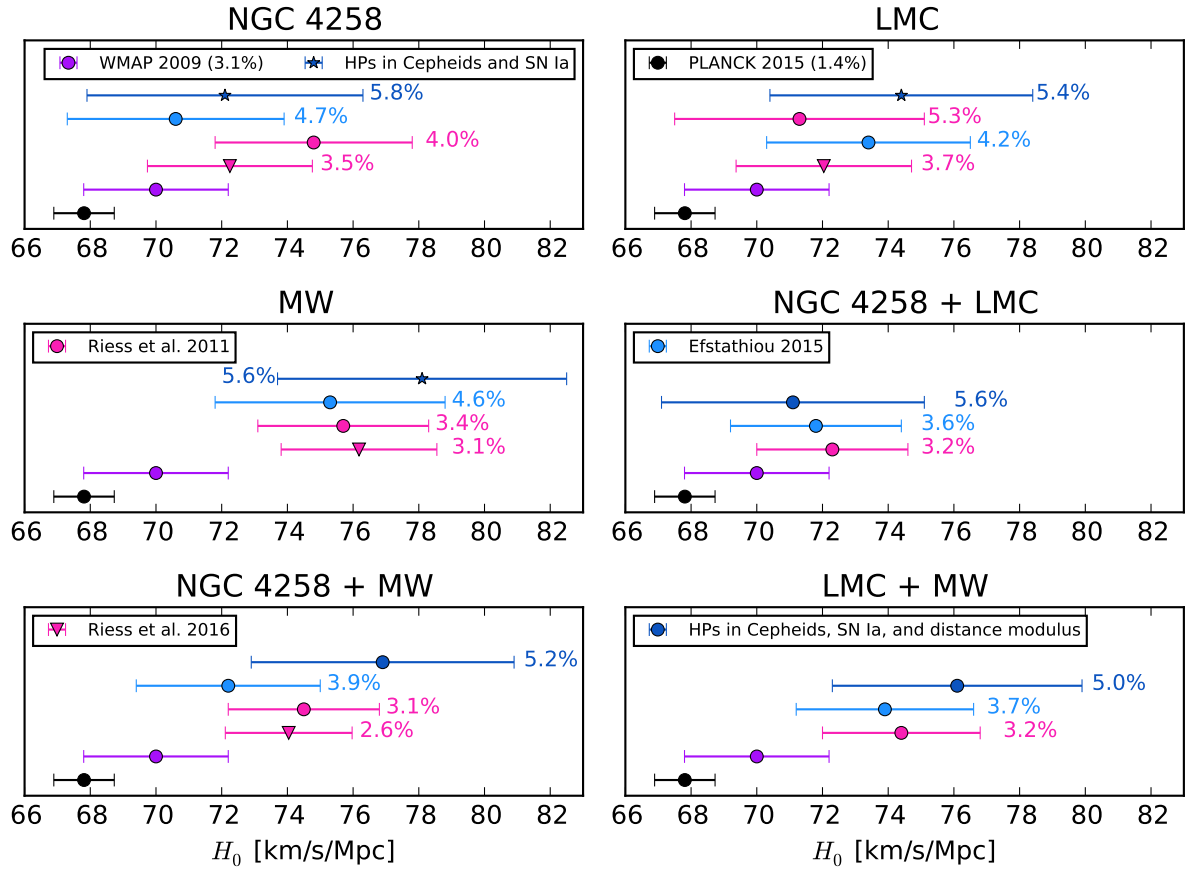 NGC 4258
WMAP 2009 (3.1%)
HPs in Cepheids and SN Ia
5.8%
4.7%
4.0%
3.5%
66 68 70 72 74 76 78 80 82
LMC
PLANCK 2015 (1.4%)
5.4%
5.3%
4.2%
3.7%
66 68 70 72 74 76 78 80 82
MW
Riess et al. 2011
5.6%
4.6%
3.4%
3.1%
66 68 70 72 74 76 78 80 82
NGC 4258 + LMC
Efstathiou 2015
5.6%
3.6%
3.2%
66 68 70 72 74 76 78 80 82
NGC 4258 + MW
Riess et al. 2016
5.2%
3.9%
3.1%
2.6%
66 68 70 72 74 76 78 80 82
H₀ [km/s/Mpc]
LMC + MW
HPs in Cepheids, SN Ia, and distance modulus
5.0%
3.7%
3.2%
66 68 70 72 74 76 78 80 82
H₀ [km/s/Mpc]